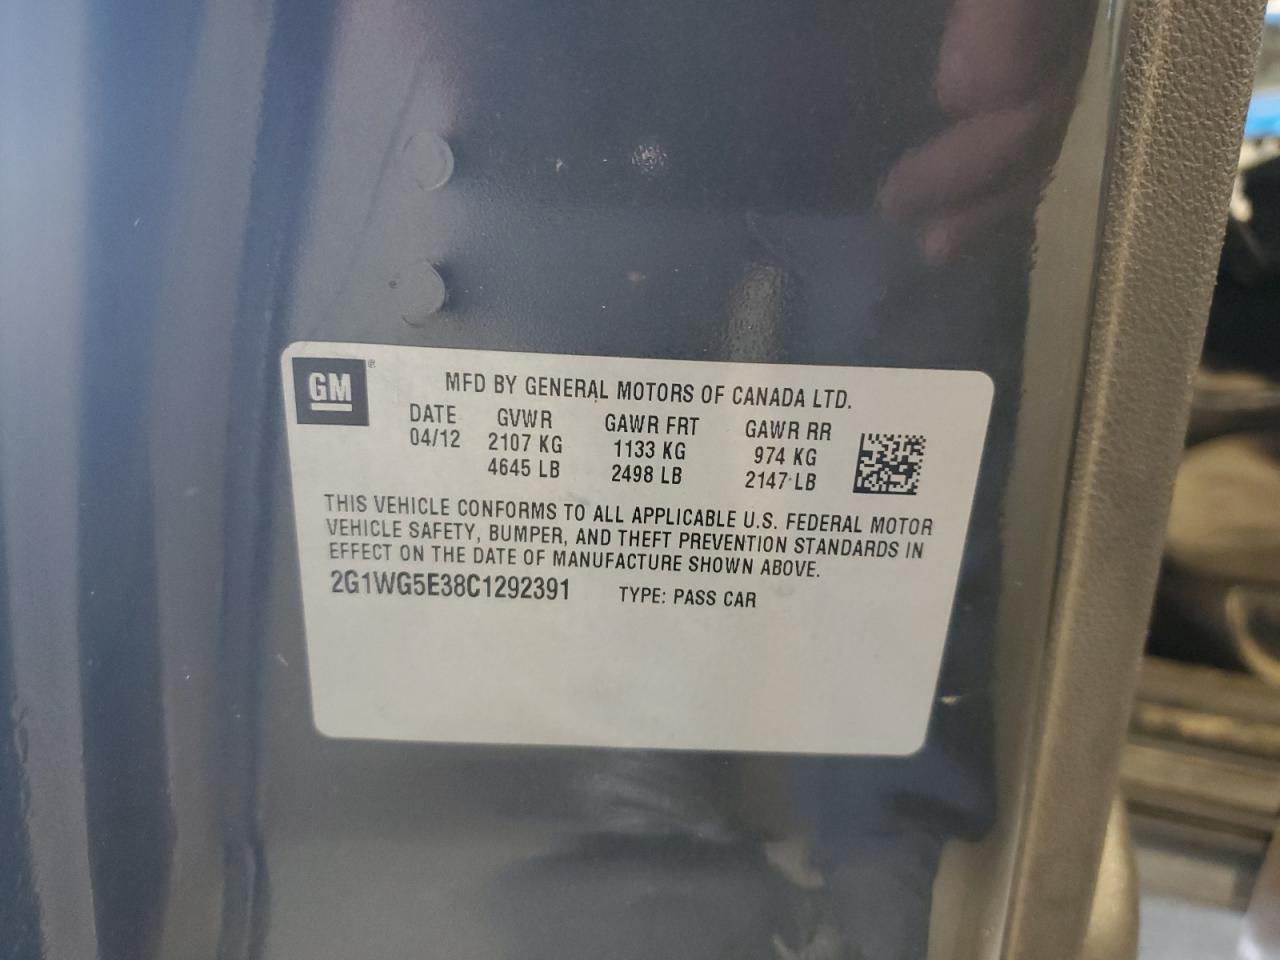 GM
®
MFD BY GENERAL MOTORS OF CANADA LTD.
DATE GVWR GAWR FRT GAWR RR
04/12 2107 KG 1133 KG 974 KG
4645 LB 2498 LB 2147 LB
THIS VEHICLE CONFORMS TO ALL APPLICABLE U.S. FEDERAL MOTOR
VEHICLE SAFETY, BUMPER, AND THEFT PREVENTION STANDARDS IN
EFFECT ON THE DATE OF MANUFACTURE SHOWN ABOVE.
2G1WG5E38C1292391 TYPE: PASS CAR